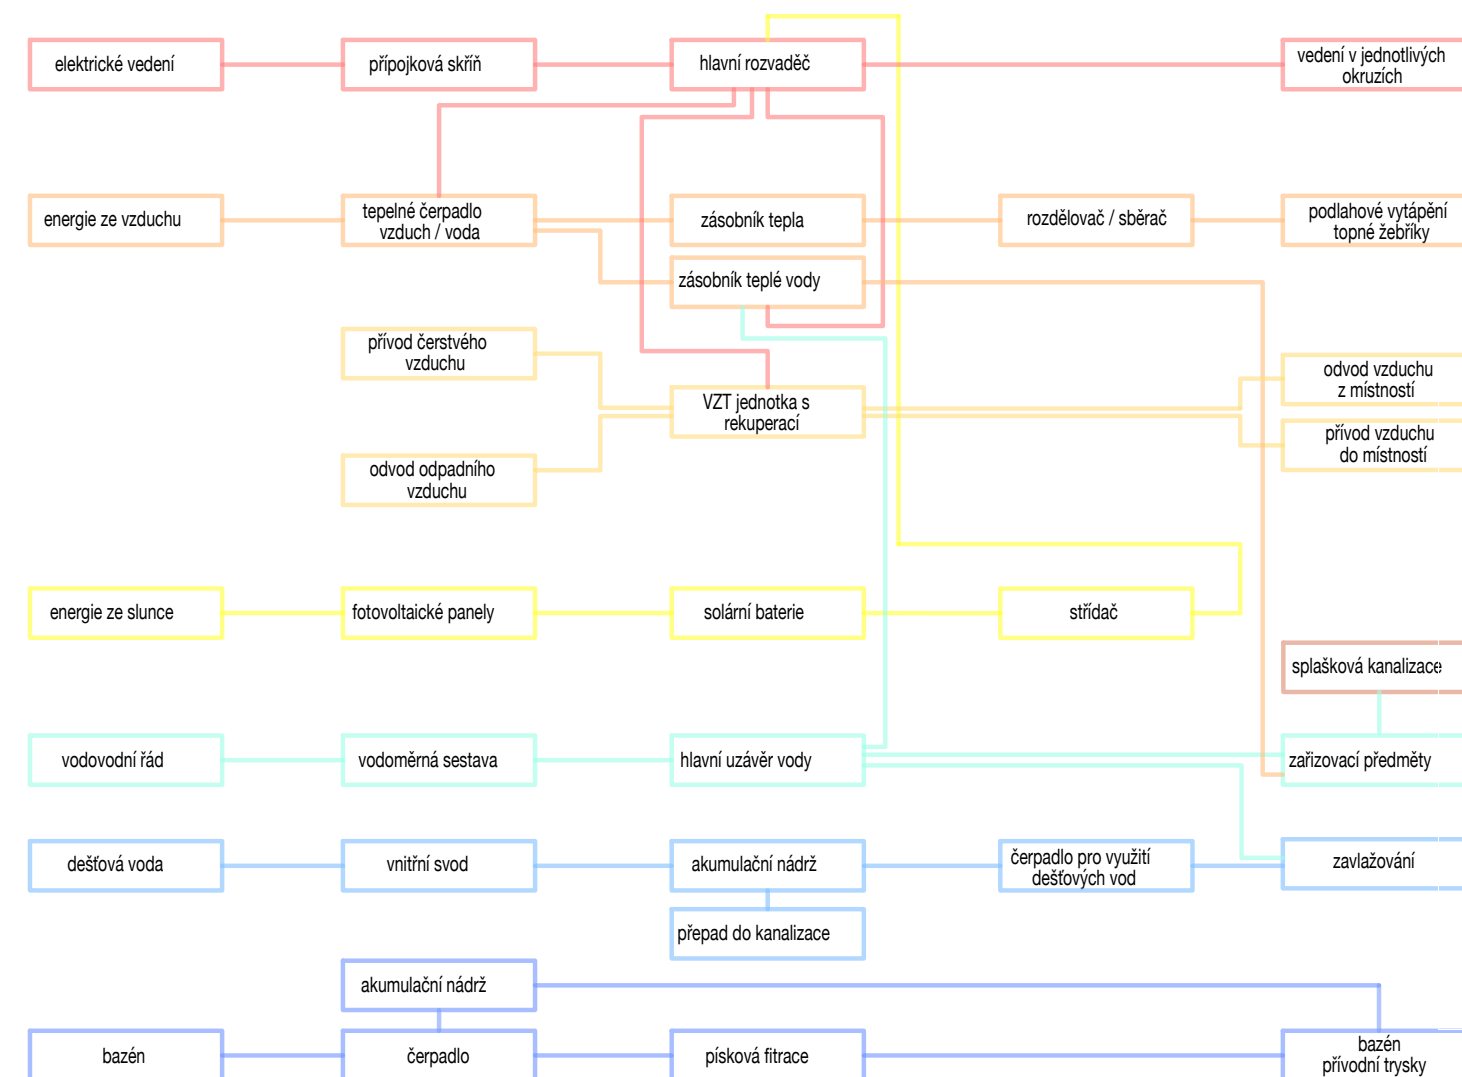 elektrické vedení
přípojková skříň
hlavní rozvaděč
vedení v jednotlivých
okruzích
energie ze vzduchu
tepelné čerpadlo
vzduch / voda
zásobník tepla
rozdělovač / sběrač
podlahové vytápění
topné žebříky
zásobník teplé vody
přívod čerstvého
vzduchu
odvod vzduchu
z místností
VZT jednotka s
rekuperací
přívod vzduchu
do místností
odvod odpadního
vzduchu
energie ze slunce
fotovoltaické panely
solární baterie
střídač
splašková kanalizace
vodovodní řád
vodoměrná sestava
hlavní uzávěr vody
zařizovací předměty
dešťová voda
vnitřní svod
akumulační nádrž
čerpadlo pro využití
dešťových vod
zavlažování
přepad do kanalizace
akumulační nádrž
bazén
čerpadlo
písková fitrace
bazén
přívodní trysky